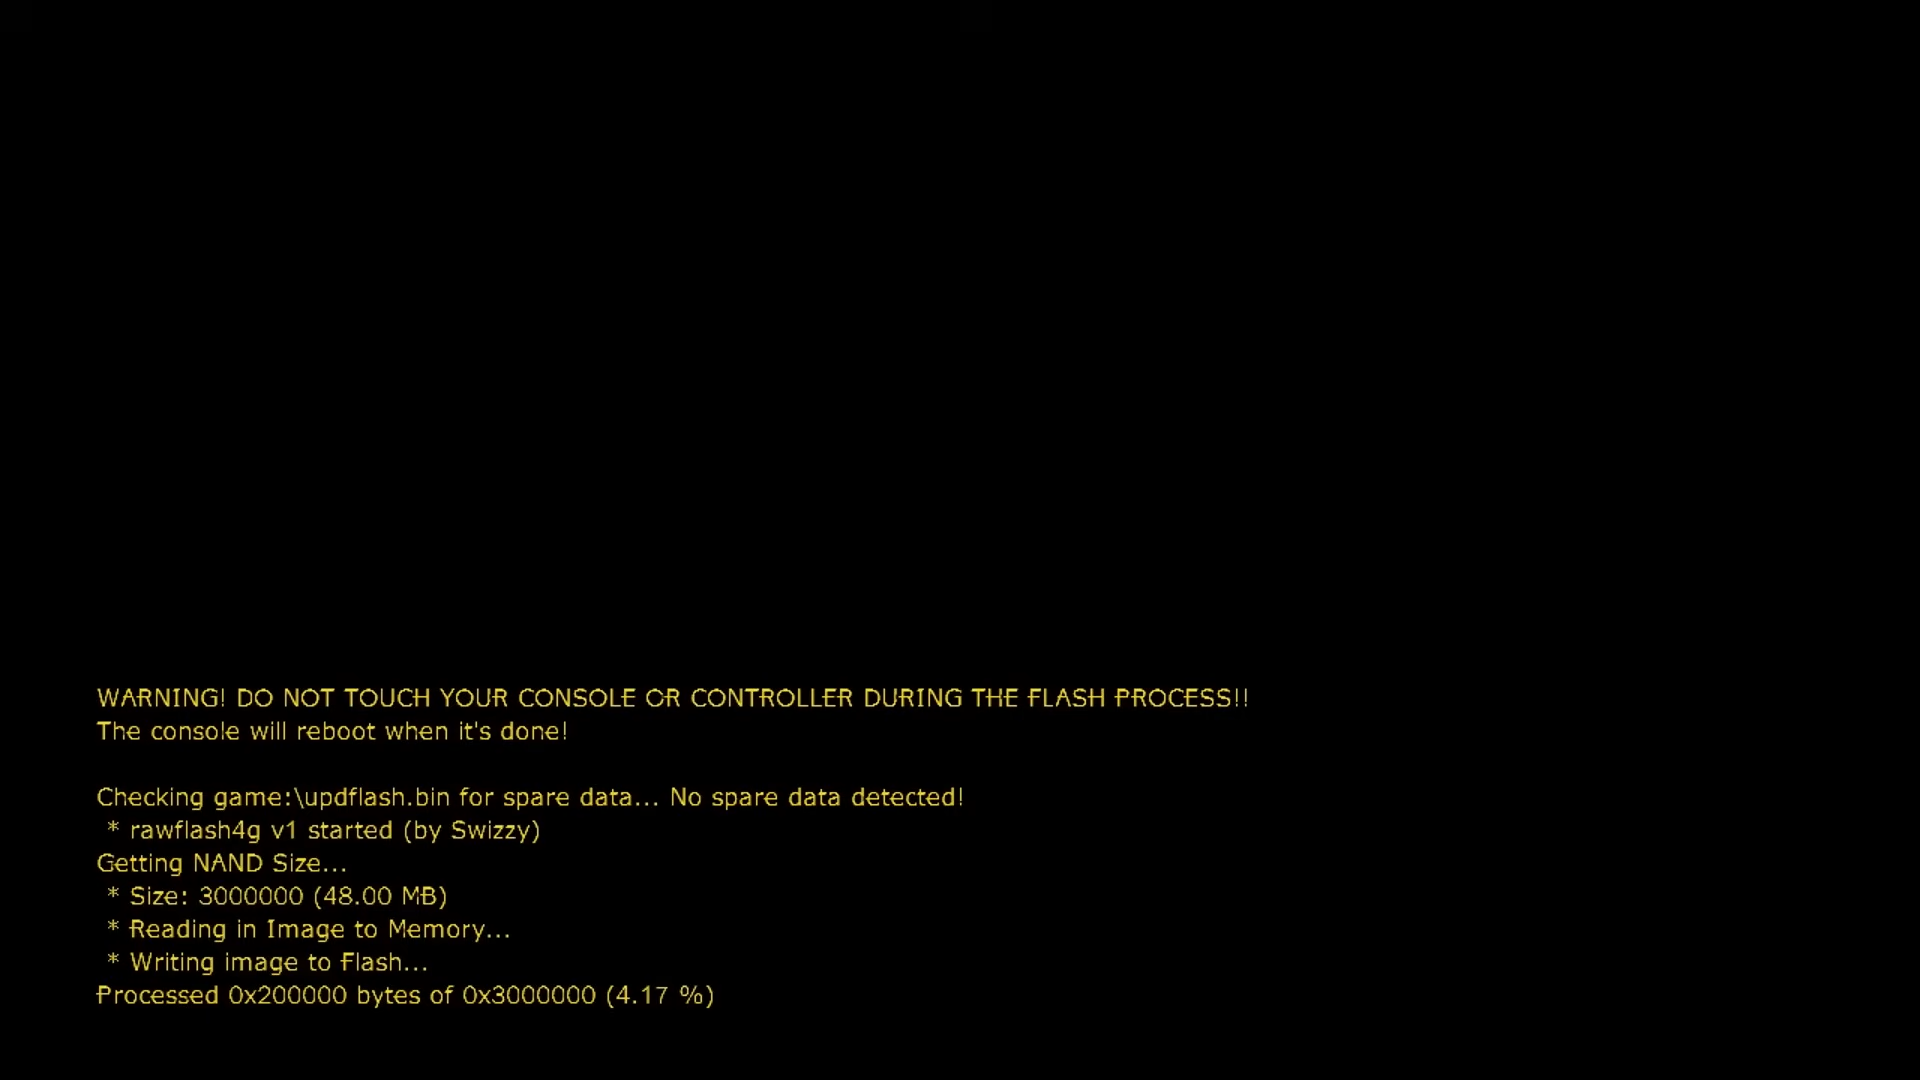 WARNING! DO NOT TOUCH YOUR CONSOLE OR CONTROLLER DURING THE FLASH PROCESS!!
The console will reboot when it's done!
Checking game:\updflash.bin for spare data... No spare data detected!
* rawflash4g v1 started (by Swizzy)
Getting NAND Size...
* Size: 3000000 (48.00 MB)
* Reading in Image to Memory...
* Writing image to Flash...
Processed 0x200000 bytes of 0x3000000 (4.17 %)